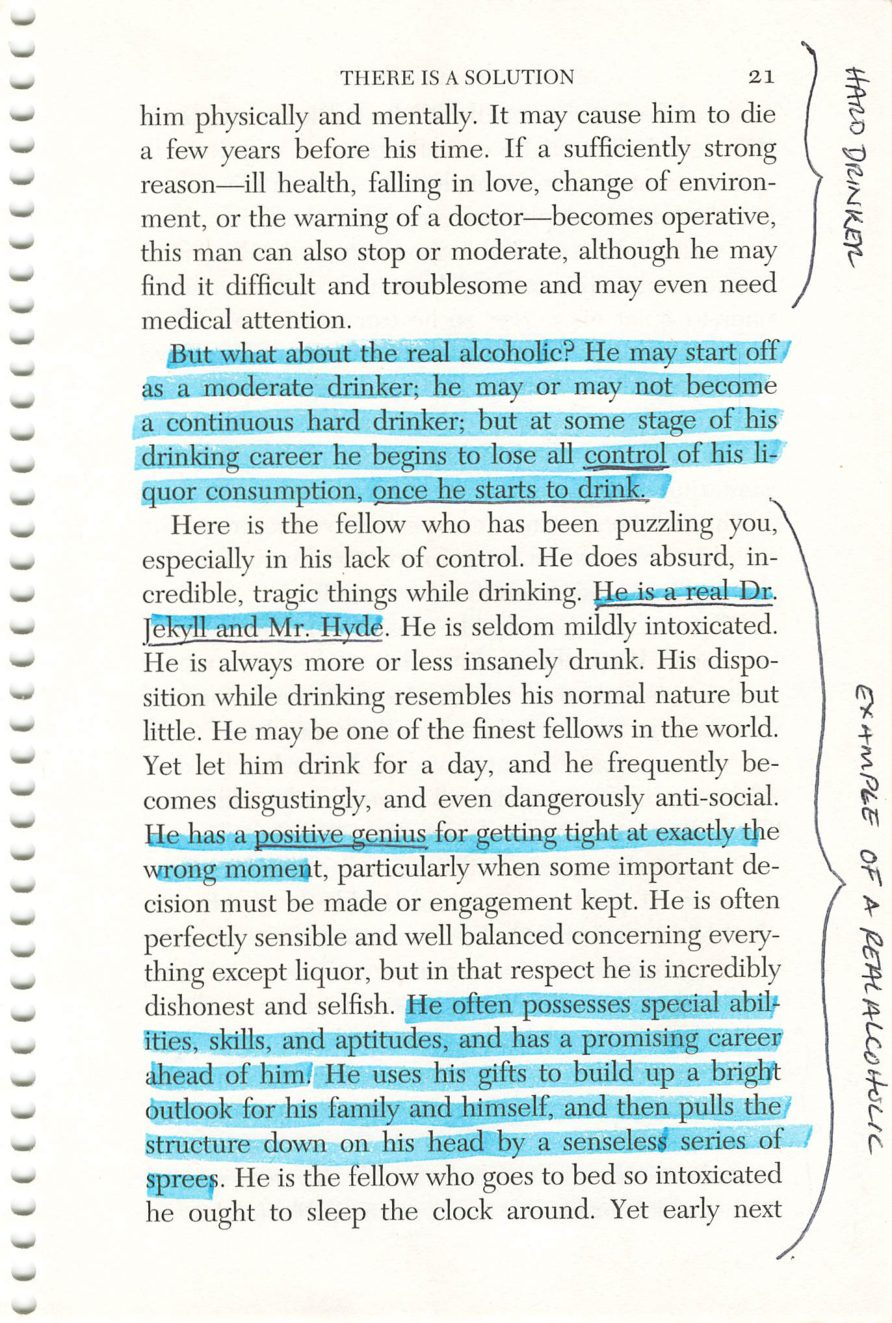 THERE IS A SOLUTION 21
him physically and mentally. It may cause him to die
a few years before his time. If a sufficiently strong
reason—ill health, falling in love, change of environ-
ment, or the warning of a doctor—becomes operative,
this man can also stop or moderate, although he may
find it difficult and troublesome and may even need
medical attention.
HARD DRINKER
But what about the real alcoholic? He may start off
as a moderate drinker; he may or may not become
a continuous hard drinker; but at some stage of his
drinking career he begins to lose all control of his li-
quor consumption, once he starts to drink.
Here is the fellow who has been puzzling you,
especially in his lack of control. He does absurd, in-
credible, tragic things while drinking. He is a real Dr.
Jekyll and Mr. Hyde. He is seldom mildly intoxicated.
He is always more or less insanely drunk. His dispo-
sition while drinking resembles his normal nature but
little. He may be one of the finest fellows in the world.
Yet let him drink for a day, and he frequently be-
comes disgustingly, and even dangerously anti-social.
He has a positive genius for getting tight at exactly the
wrong moment, particularly when some important de-
cision must be made or engagement kept. He is often
perfectly sensible and well balanced concerning every-
thing except liquor, but in that respect he is incredibly
dishonest and selfish. He often possesses special abil-
ities, skills, and aptitudes, and has a promising career
ahead of him. He uses his gifts to build up a bright
outlook for his family and himself, and then pulls the
structure down on his head by a senseless series of
sprees. He is the fellow who goes to bed so intoxicated
he ought to sleep the clock around. Yet early next
EXAMPLE OF A REAL ALCOHOLIC